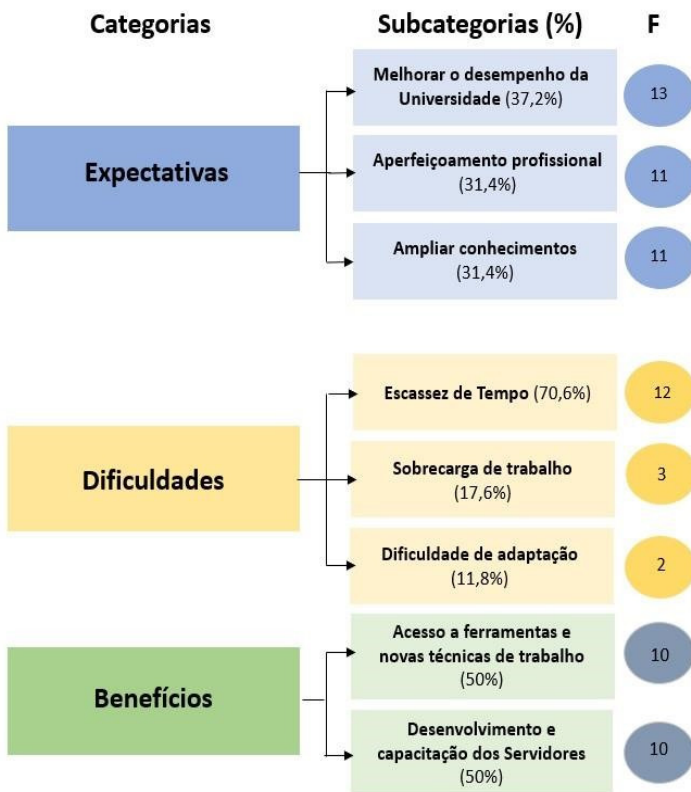 Categorias
Subcategorias (%)
F
Expectativas
Melhorar o desempenho da
Universidade (37,2%)
13
Aperfeiçoamento profissional
(31,4%)
11
Ampliar conhecimentos
(31,4%)
11
Dificuldades
Escassez de Tempo (70,6%)
12
Sobrecarga de trabalho
(17,6%)
3
Dificuldade de adaptação
(11,8%)
2
Benefícios
Acesso a ferramentas e
novas técnicas de trabalho
(50%)
10
Desenvolvimento e
capacitação dos Servidores
(50%)
10